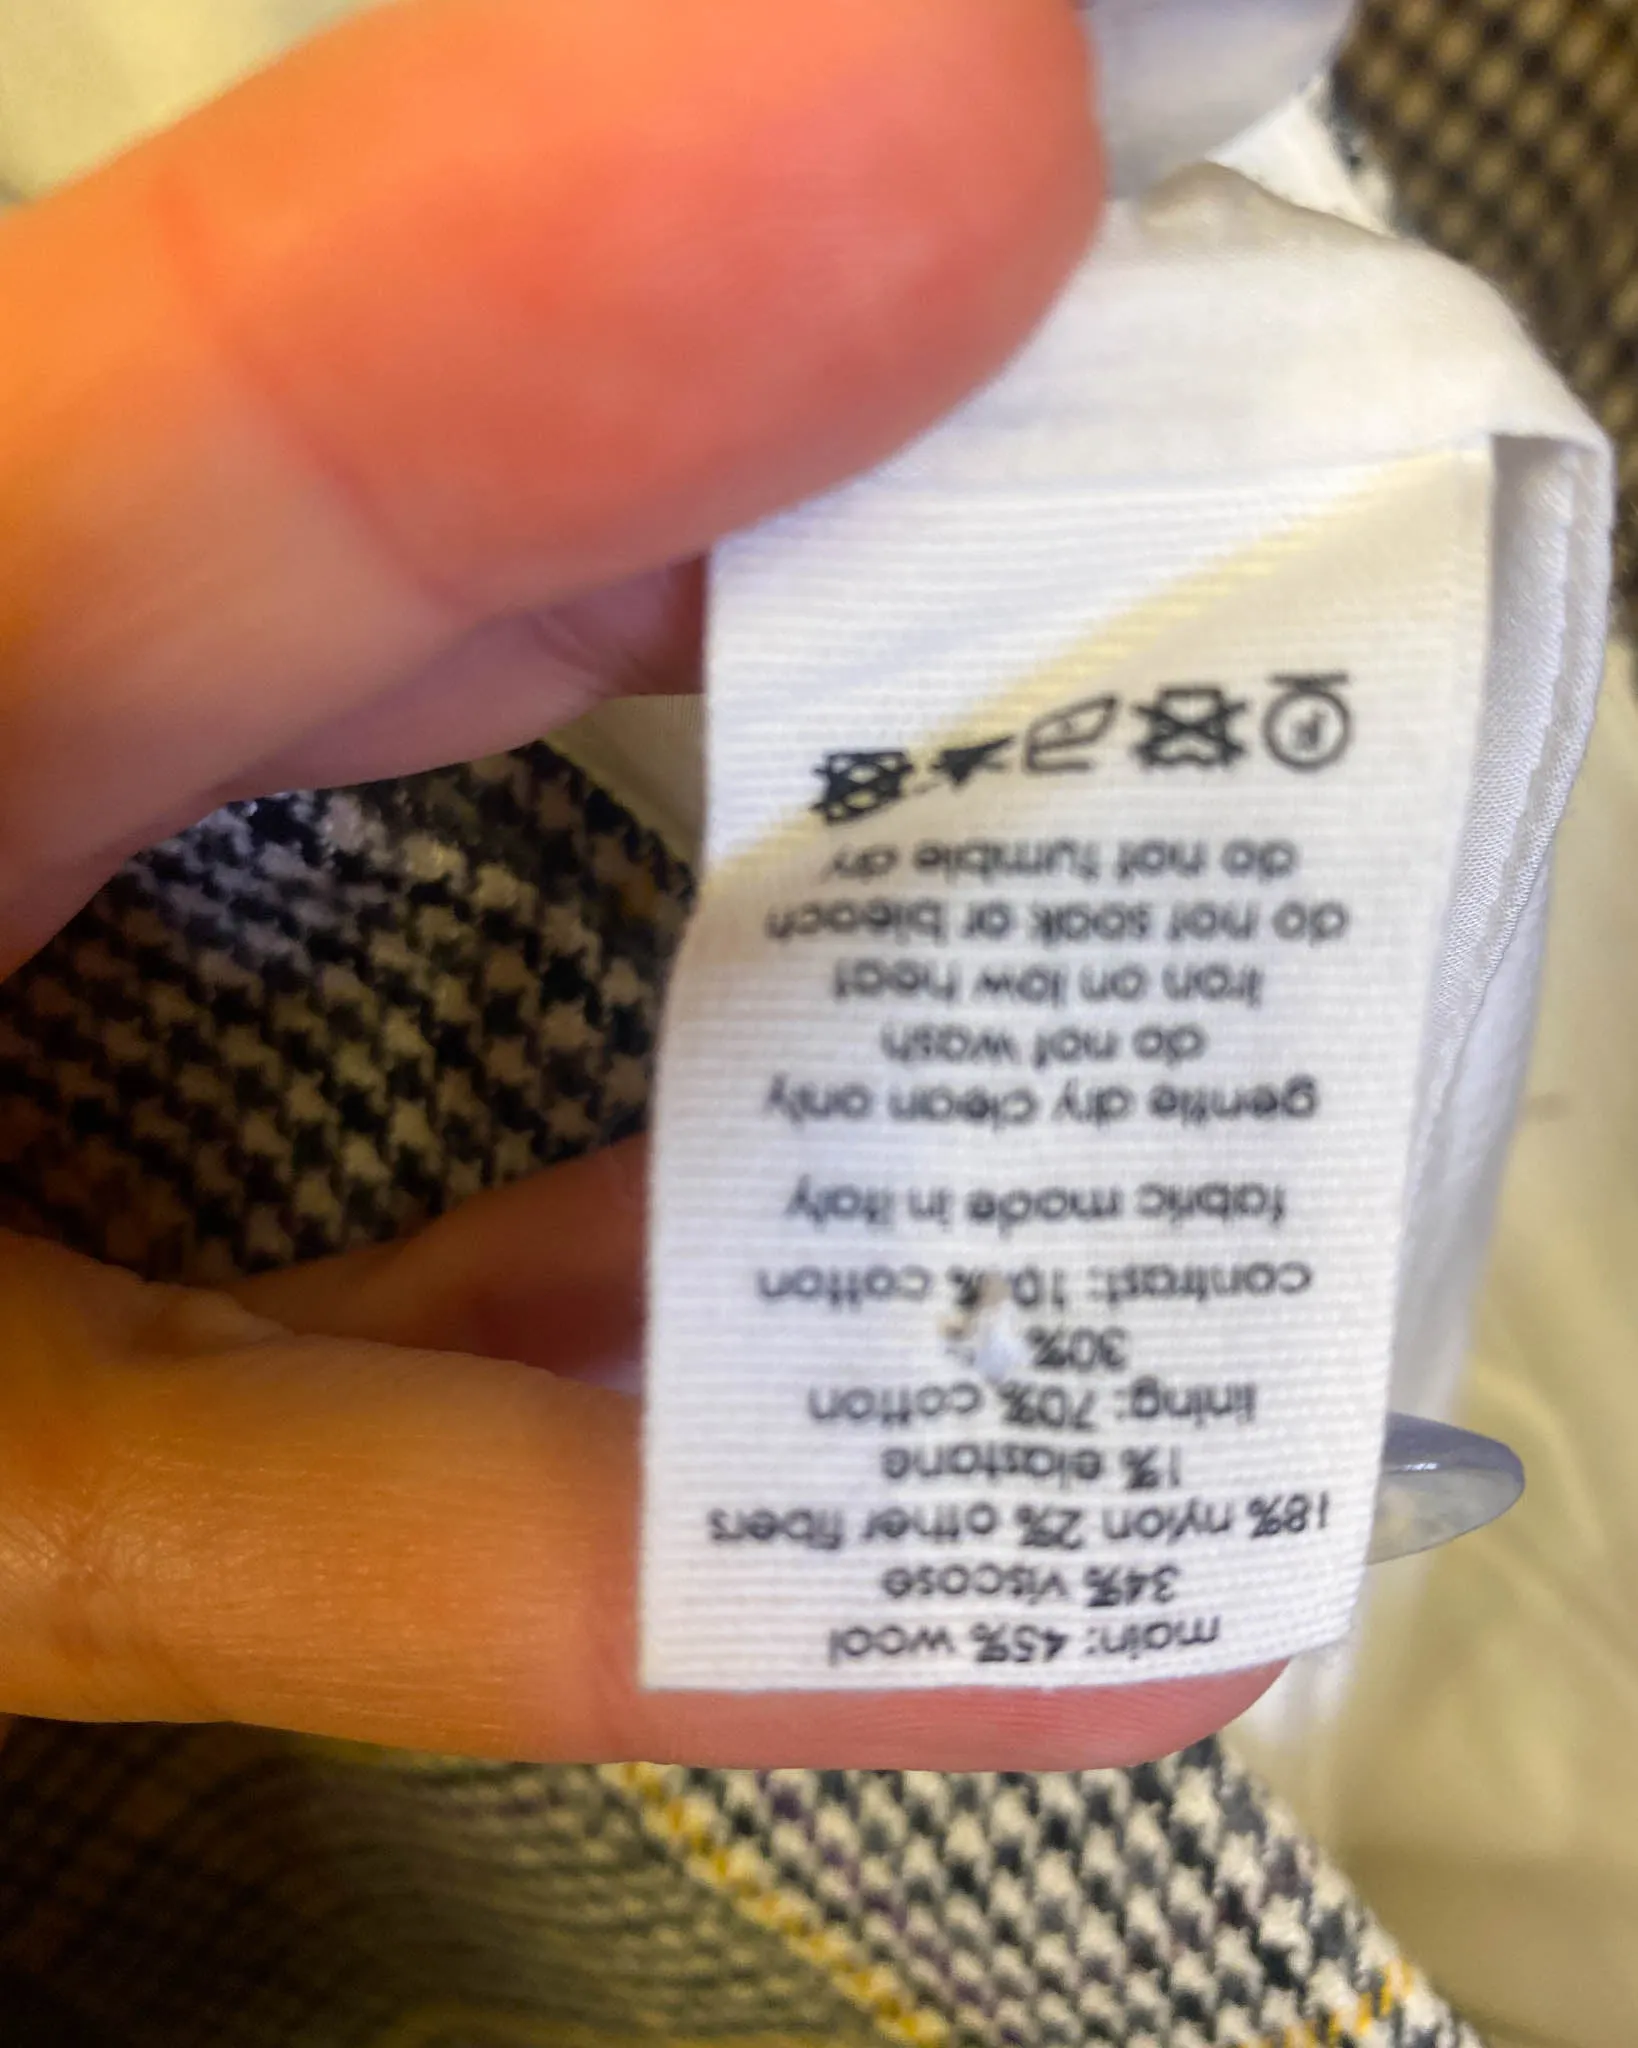 main: 45% wool
34% viscose
18% nylon 2% other fibers
1% elastane
lining: 70% cotton
30%
contrast: 10 % cotton
fabric made in italy
gentle dry clean only
do not wash
iron on low heat
do not soak or bleach
do not tumble dry
P